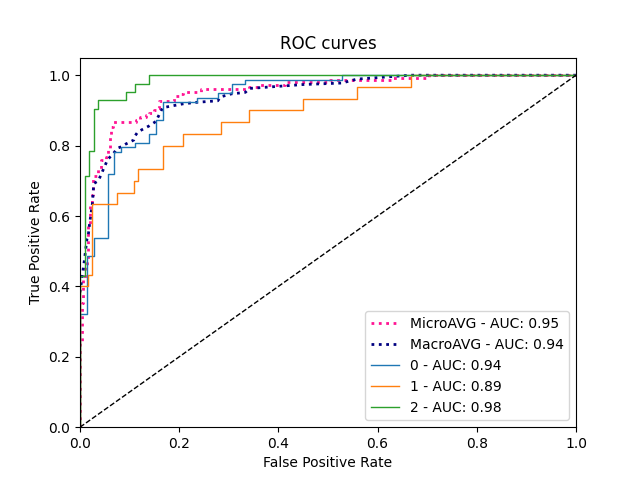 ROC curves
True Positive Rate
1.0
0.8
0.6
0.4
0.2
0.0
MicroAVG - AUC: 0.95
MacroAVG - AUC: 0.94
0 - AUC: 0.94
1 - AUC: 0.89
2 - AUC: 0.98
0.0 0.2 0.4 0.6 0.8 1.0
False Positive Rate